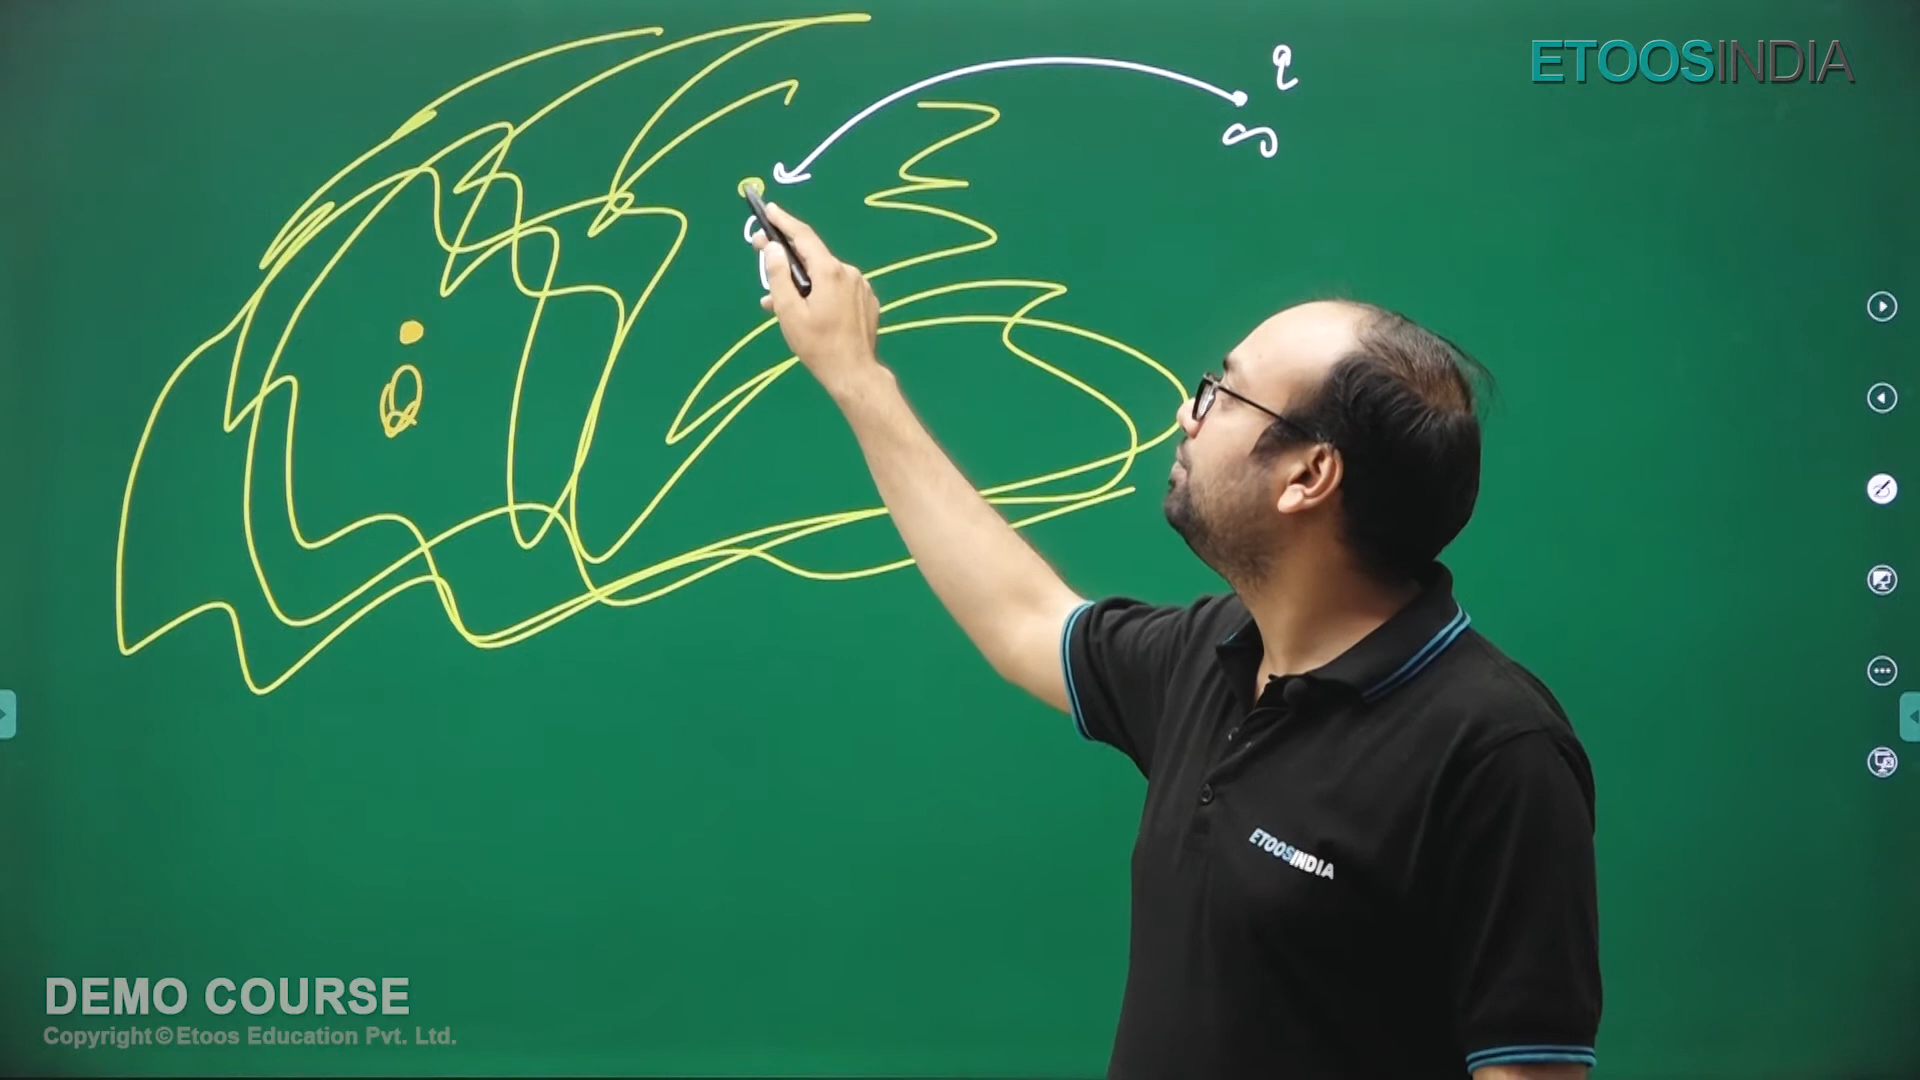 q
ETOOSINDIA
∞
Q
ETOOSINDIA
DEMO COURSE
Copyright © Etoos Education Pvt. Ltd.